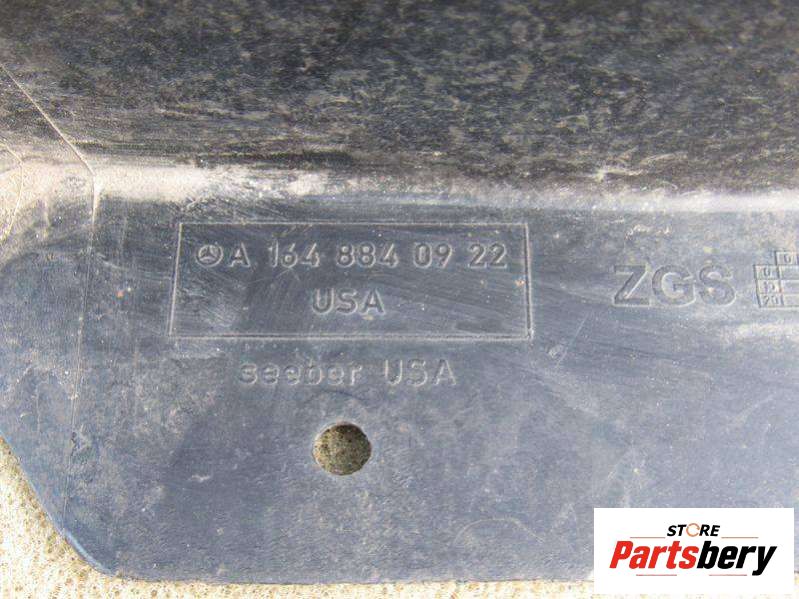 A 164 884 09 22
USA
seeber USA
ZGS
STORE
Partsbery